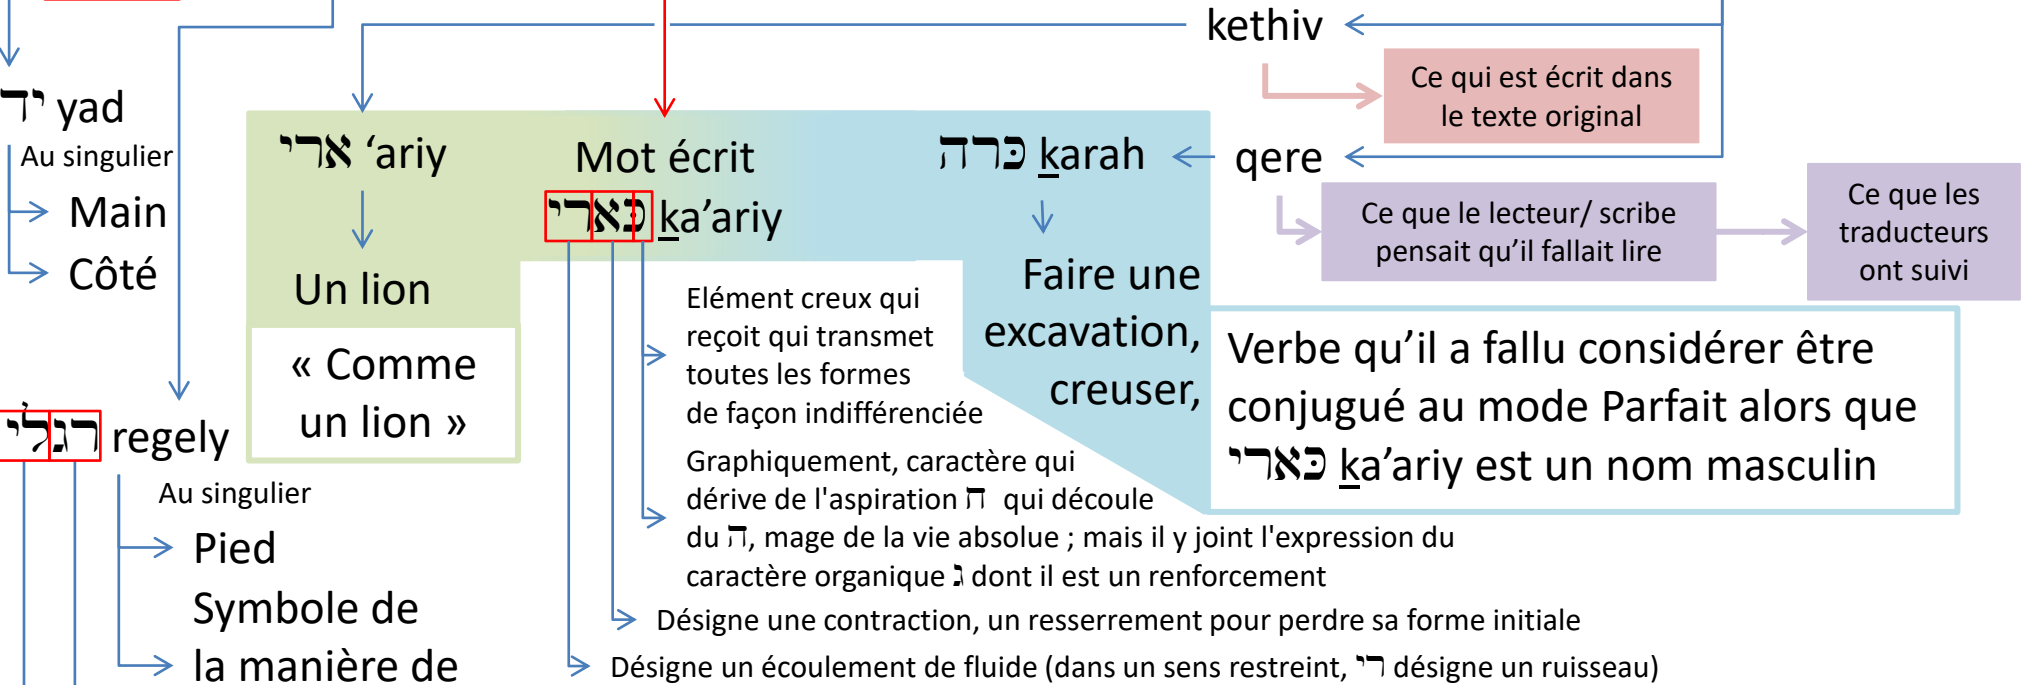 kethiv
Ce qui est écrit dans
le texte original
יד yad
Au singulier
Main
Côté
ארי ‘ariy
Un lion
« Comme
un lion »
Mot écrit
כּארי ka’ariy
כּרה karah
qere
Ce que le lecteur/ scribe
pensait qu’il fallait lire
Ce que les
traducteurs
ont suivi
Faire une
excavation,
creuser,
Verbe qu’il a fallu considérer être
conjugué au mode Parfait alors que
כּארי ka’ariy est un nom masculin
Elément creux qui
reçoit qui transmet
toutes les formes
de façon indifférenciée
Graphiquement, caractère qui
dérive de l'aspiration ח qui découle
du ה, mage de la vie absolue ; mais il y joint l'expression du
caractère organique ג dont il est un renforcement
Désigne une contraction, un resserrement pour perdre sa forme initiale
Désigne un écoulement de fluide (dans un sens restreint, רי désigne un ruisseau)
רגלי regely
Au singulier
Pied
Symbole de
la manière de